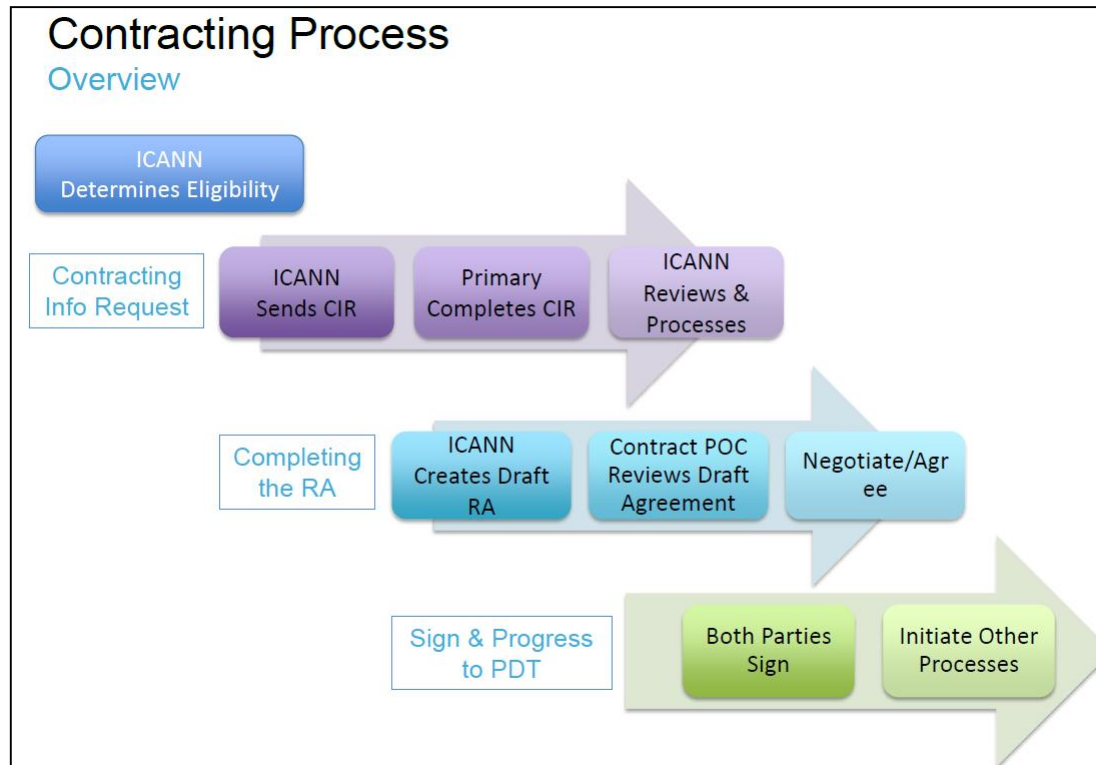 Contracting Process
Overview
ICANN
Determines Eligibility
Contracting
Info Request
ICANN
Sends CIR
Primary
Completes CIR
ICANN
Reviews &
Processes
Completing
the RA
ICANN
Creates Draft
RA
Contract POC
Reviews Draft
Agreement
Negotiate/Agr
ee
Sign & Progress
to PDT
Both Parties
Sign
Initiate Other
Processes